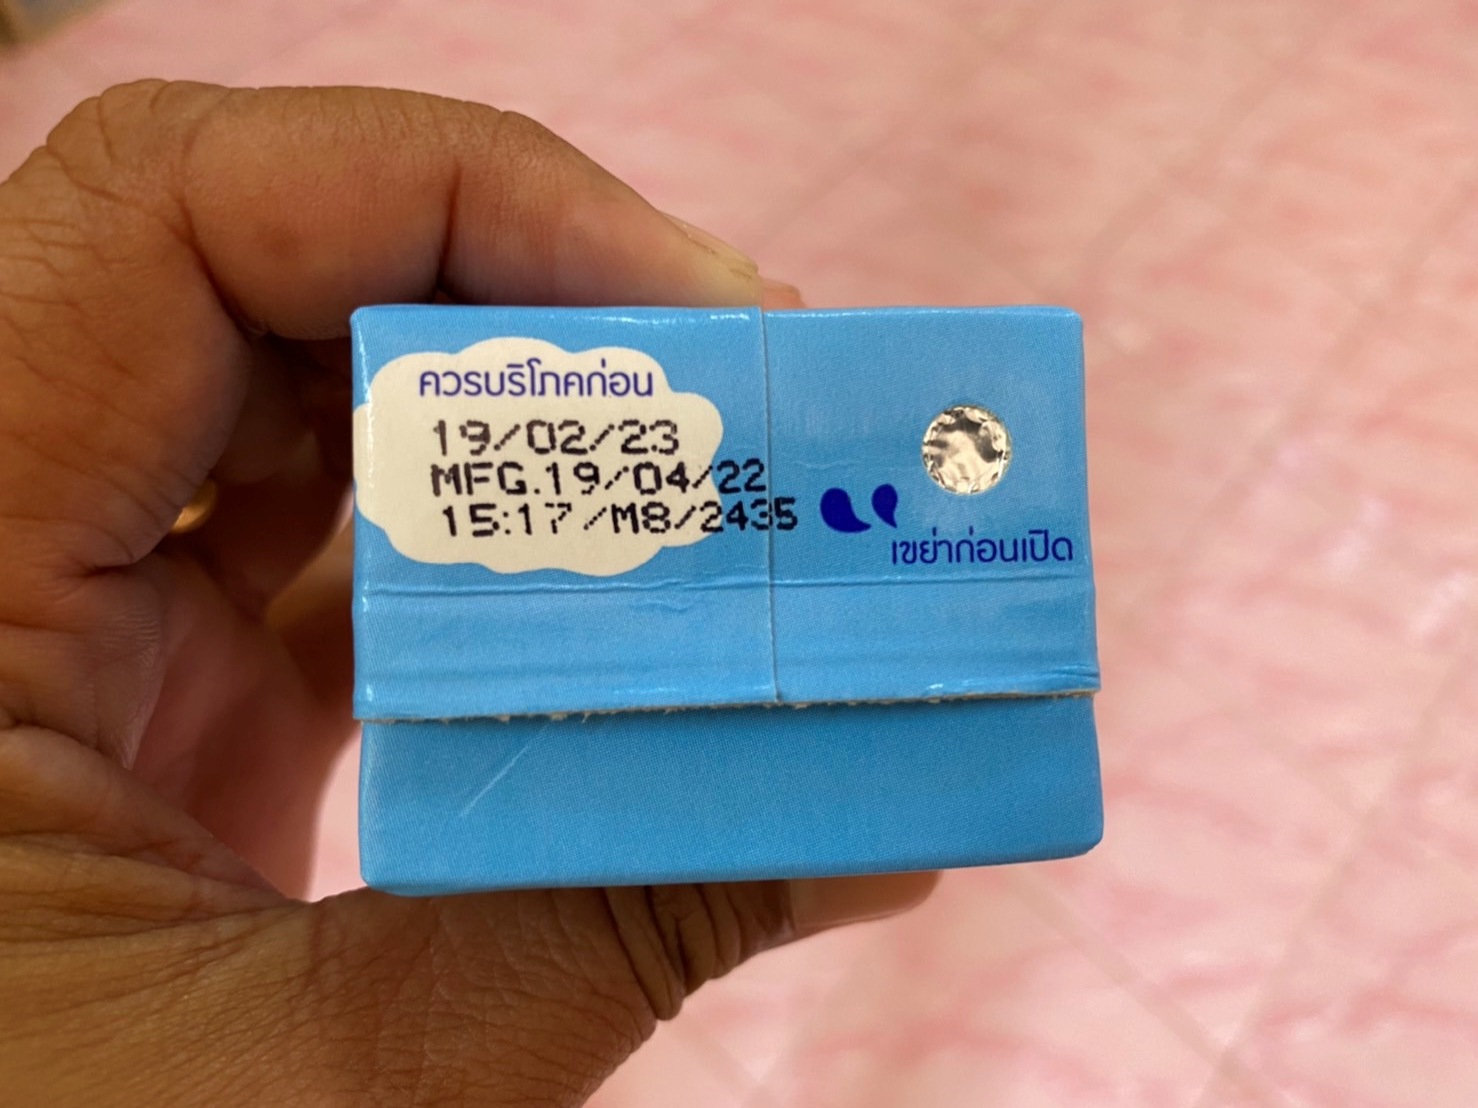 ควรบริโภคก่อน
19/02/23
MFG.19/04/22
15:17/M8/2435
เขย่าก่อนเปิด